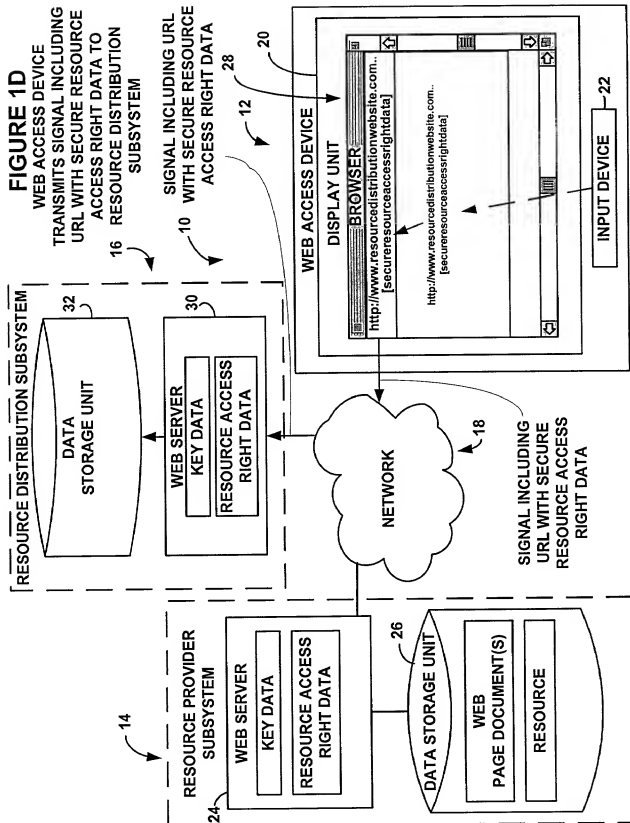 FIGURE 1D
WEB ACCESS DEVICE
TRANSMITS SIGNAL INCLUDING
URL WITH SECURE RESOURCE
ACCESS RIGHT DATA TO
RESOURCE DISTRIBUTION
SUBSYSTEM
16
10
SIGNAL INCLUDING URL
WITH SECURE RESOURCE
ACCESS RIGHT DATA
12
28
20
RESOURCE DISTRIBUTION SUBSYSTEM
32
DATA
STORAGE UNIT
30
WEB SERVER
KEY DATA
RESOURCE ACCESS
RIGHT DATA
WEB ACCESS DEVICE
DISPLAY UNIT
BROWSER
http://www.resourcedistributionwebsite.com..
[secureresourceaccessrightdata]
http://www.resourcedistributionwebsite.com..
[secureresourceaccessrightdata]
INPUT DEVICE
22
NETWORK
18
SIGNAL INCLUDING
URL WITH SECURE
RESOURCE ACCESS
RIGHT DATA
14
RESOURCE PROVIDER
SUBSYSTEM
24
WEB SERVER
KEY DATA
RESOURCE ACCESS
RIGHT DATA
26
DATA STORAGE UNIT
WEB
PAGE DOCUMENT(S)
RESOURCE